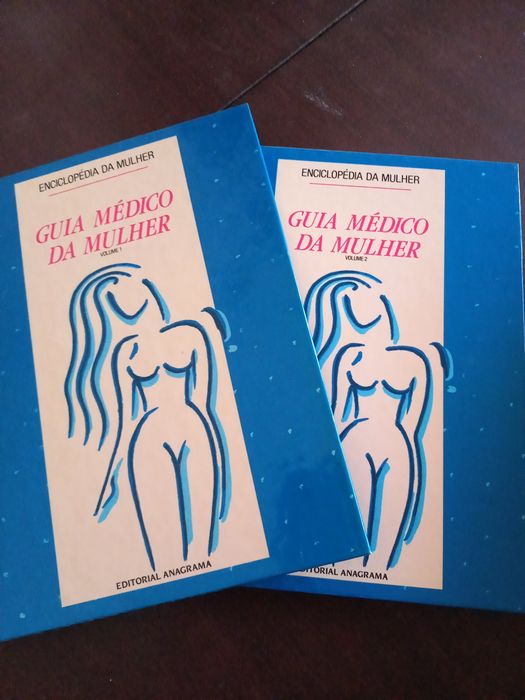 ENCICLOPÉDIA DA MULHER
GUIA MÉDICO
DA MULHER
VOLUME 1
EDITORIAL ANAGRAMA
ENCICLOPÉDIA DA MULHER
GUIA MÉDICO
DA MULHER
VOLUME 2
EDITORIAL ANAGRAMA